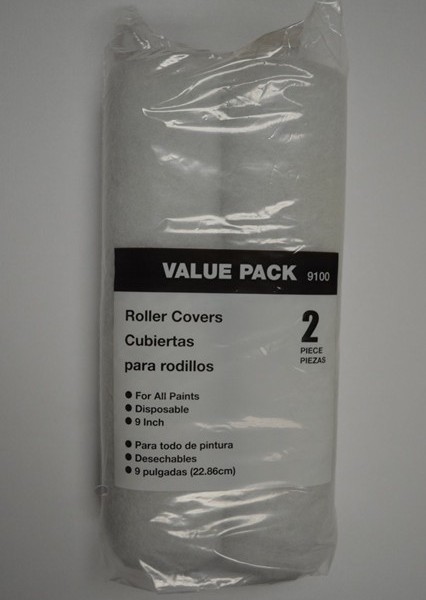 VALUE PACK 9100
Roller Covers
Cubiertas
para rodillos
2
PIECE
PIEZAS
● For All Paints
● Disposable
● 9 Inch
● Para todo de pintura
● Desechables
● 9 pulgadas (22.86cm)